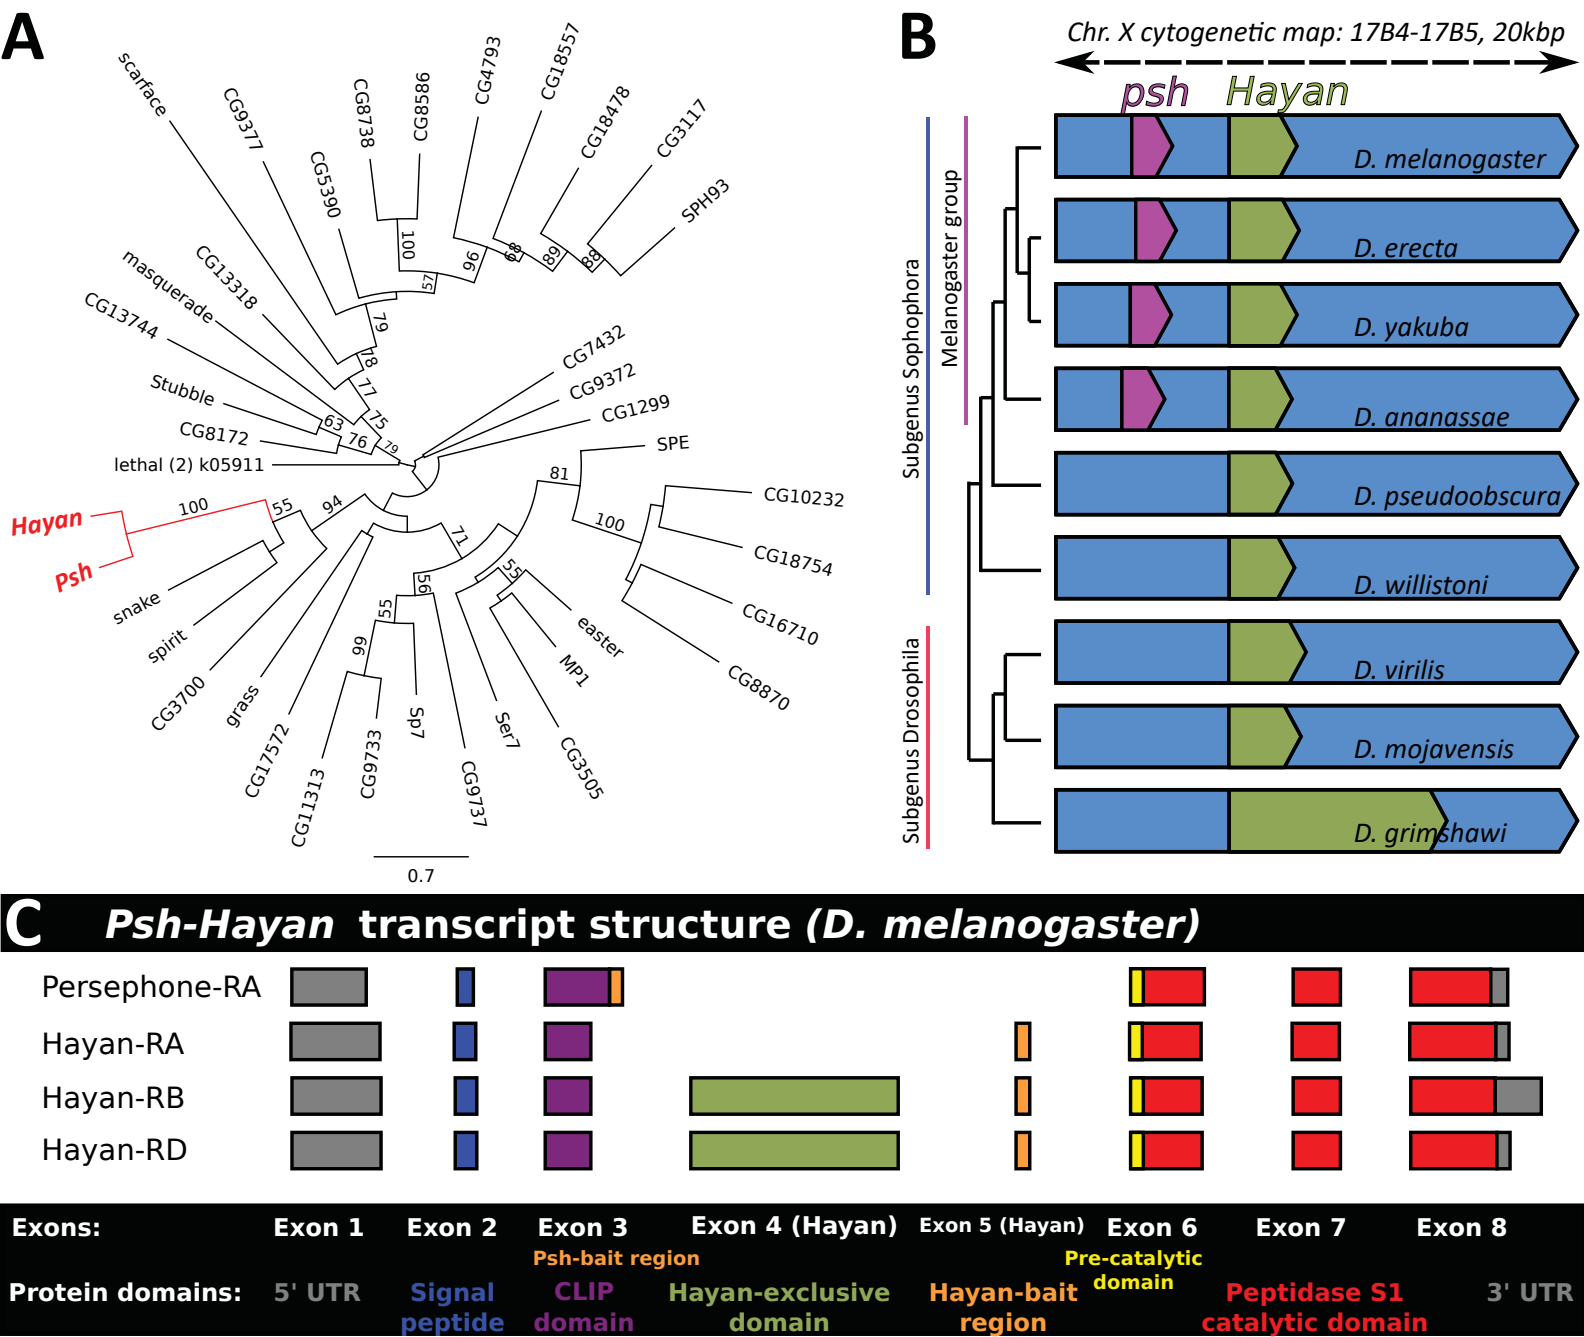 A
scarface
CG9377
CG5390
CG8738
CG8586
CG4793
CG18557
CG18478
CG3117
SPH93
100
57
96
68
89
88
79
78
77
75
79
63
76
masquerade
CG13318
CG13744
Stubble
CG8172
lethal (2) k05911
CG7432
CG9372
CG1299
SPE
81
100
CG10232
CG18754
CG16710
CG8870
Hayan
Psh
100
55
94
snake
spirit
CG3700
grass
CG17572
71
56
55
99
55
CG11313
CG9733
Sp7
CG9737
Ser7
CG3505
MP1
easter
0.7
B
Chr. X cytogenetic map: 17B4-17B5, 20kbp
psh Hayan
Subgenus Sophophora
Melanogaster group
Subgenus Drosophila
D. melanogaster
D. erecta
D. yakuba
D. ananassae
D. pseudoobscura
D. willistoni
D. virilis
D. mojavensis
D. grimshawi
C Psh-Hayan transcript structure (D. melanogaster)
Persephone-RA
Hayan-RA
Hayan-RB
Hayan-RD
Exons: Exon 1 Exon 2 Exon 3 Exon 4 (Hayan) Exon 5 (Hayan) Exon 6 Exon 7 Exon 8
Psh-bait region Pre-catalytic
domain
Protein domains: 5' UTR Signal CLIP Hayan-exclusive Hayan-bait Peptidase S1 3' UTR
peptide domain domain region catalytic domain